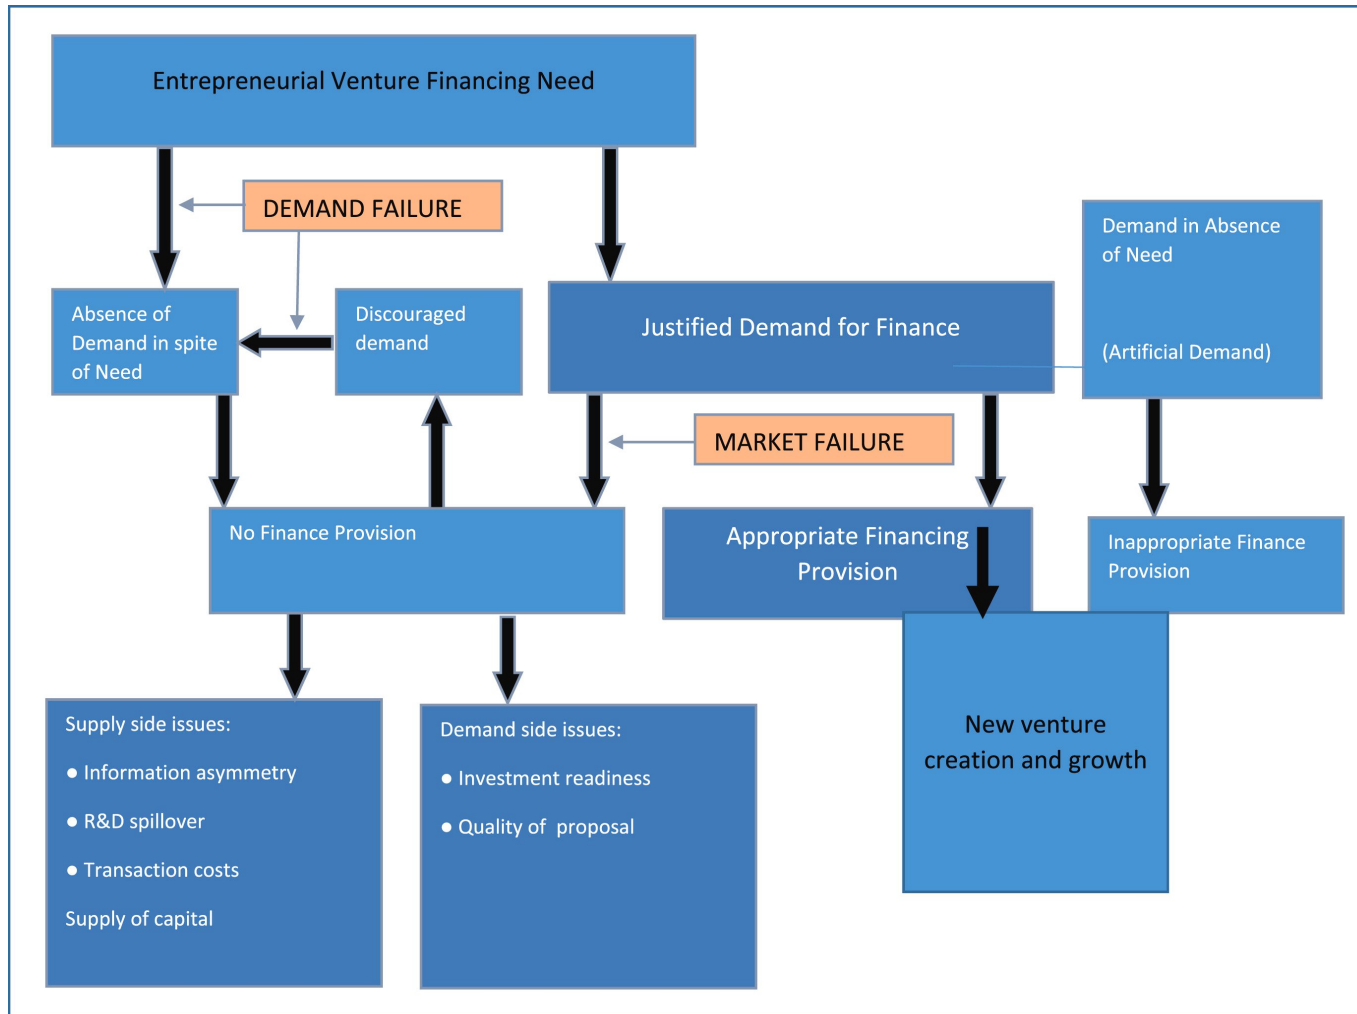 Entrepreneurial Venture Financing Need
DEMAND FAILURE
Demand in Absence
of Need
(Artificial Demand)
Absence of
Demand in spite
of Need
Discouraged
demand
Justified Demand for Finance
MARKET FAILURE
No Finance Provision
Appropriate Financing
Provision
Inappropriate Finance
Provision
Supply side issues:
● Information asymmetry
● R&D spillover
● Transaction costs
Supply of capital
Demand side issues:
● Investment readiness
● Quality of  proposal
New venture
creation and growth